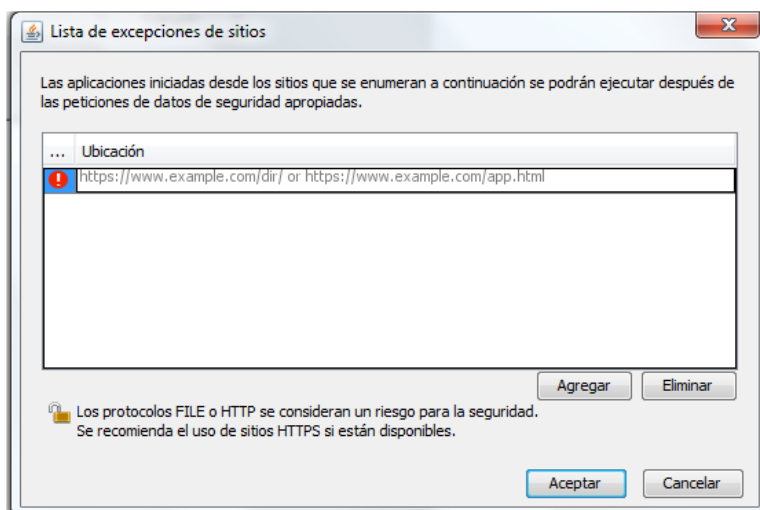 Lista de excepciones de sitios
Las aplicaciones iniciadas desde los sitios que se enumeran a continuación se podrán ejecutar después de
las peticiones de datos de seguridad apropiadas.
... Ubicación
https://www.example.com/dir/ or https://www.example.com/app.html
Agregar Eliminar
Los protocolos FILE o HTTP se consideran un riesgo para la seguridad.
Se recomienda el uso de sitios HTTPS si están disponibles.
Aceptar Cancelar